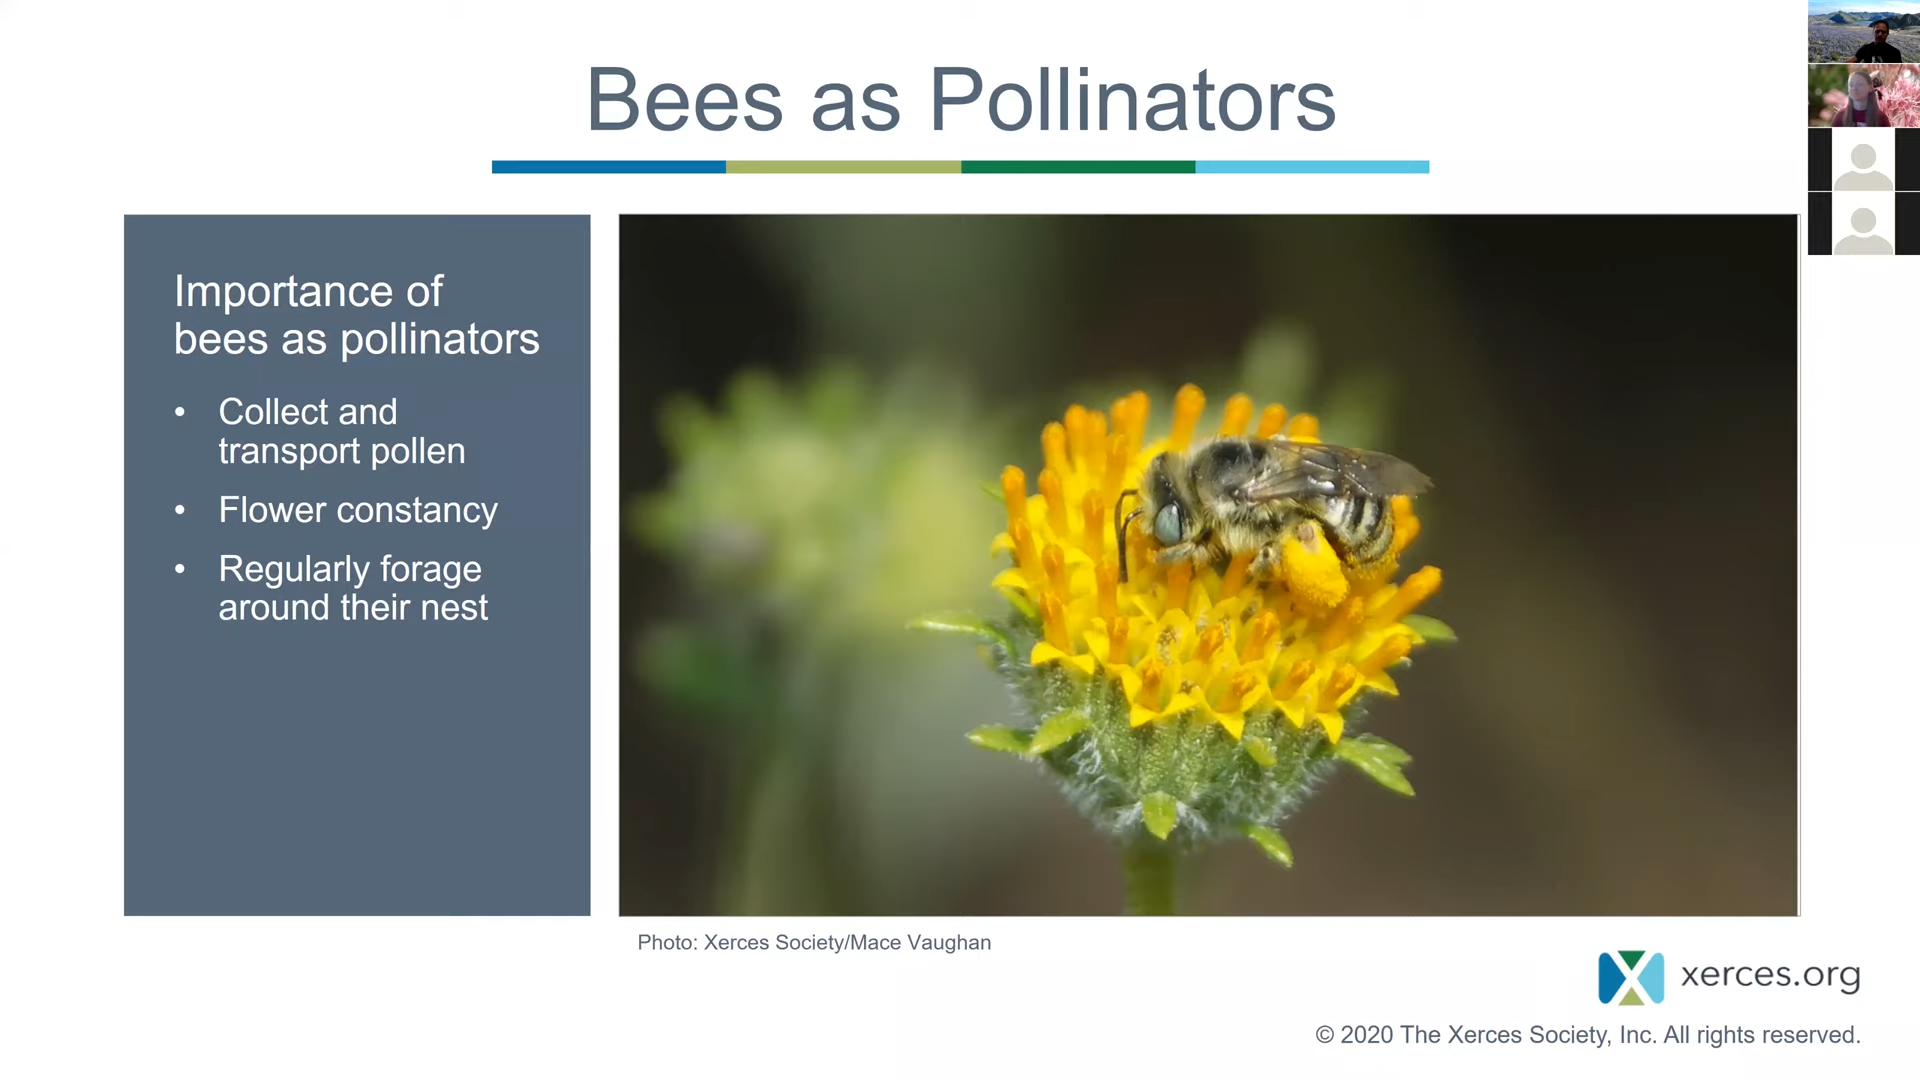 Bees as Pollinators
Importance of
bees as pollinators
• Collect and
transport pollen
• Flower constancy
• Regularly forage
around their nest
Photo: Xerces Society/Mace Vaughan
xerces.org
© 2020 The Xerces Society, Inc. All rights reserved.